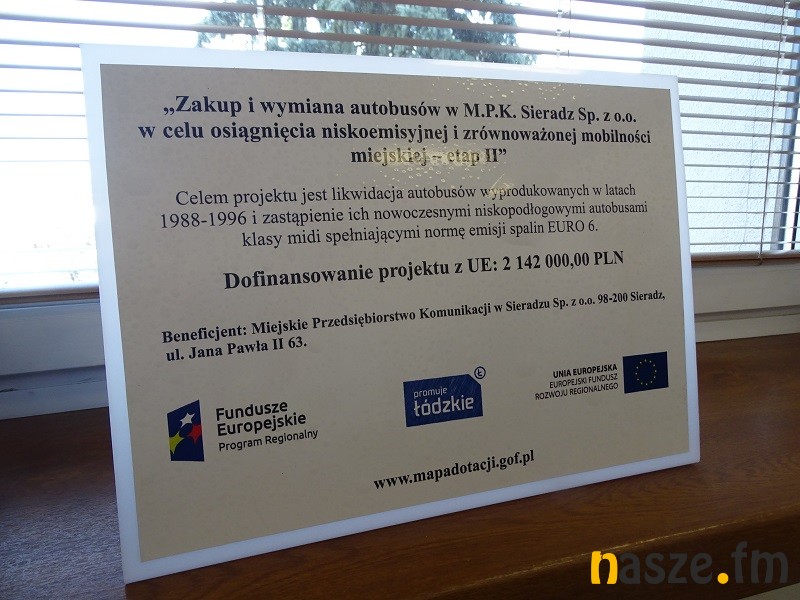 „Zakup i wymiana autobusów w M.P.K. Sieradz Sp. z o.o.
w celu osiągnięcia niskoemisyjnej i zrównoważonej mobilności
miejskiej – etap II”
Celem projektu jest likwidacja autobusów wyprodukowanych w latach
1988-1996 i zastąpienie ich nowoczesnymi niskopodłogowymi autobusami
klasy midi spełniającymi normę emisji spalin EURO 6.
Dofinansowanie projektu z UE: 2 142 000,00 PLN
Beneficjent: Miejskie Przedsiębiorstwo Komunikacji w Sieradzu Sp. z o.o. 98-200 Sieradz,
ul. Jana Pawła II 63.
Fundusze
Europejskie
Program Regionalny
promuje
łódzkie
Ł
UNIA EUROPEJSKA
EUROPEJSKI FUNDUSZ
ROZWOJU REGIONALNEGO
www.mapadotacji.gof.pl
nasze.fm